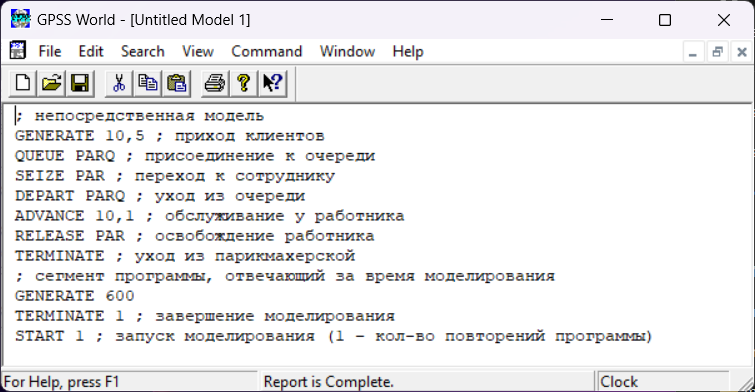 GPSS World - [Untitled Model 1]
File Edit Search View Command Window Help
; непосредственная модель
GENERATE 10,5 ; приход клиентов
QUEUE PARQ ; присоединение к очереди
SEIZE PAR ; переход к сотруднику
DEPART PARQ ; уход из очереди
ADVANCE 10,1 ; обслуживание у работника
RELEASE PAR ; освобождение работника
TERMINATE ; уход из парикмахерской
; сегмент программы, отвечающий за время моделирования
GENERATE 600
TERMINATE 1 ; завершение моделирования
START 1 ; запуск моделирования (1 - кол-во повторений программы)
For Help, press F1 Report is Complete. Clock